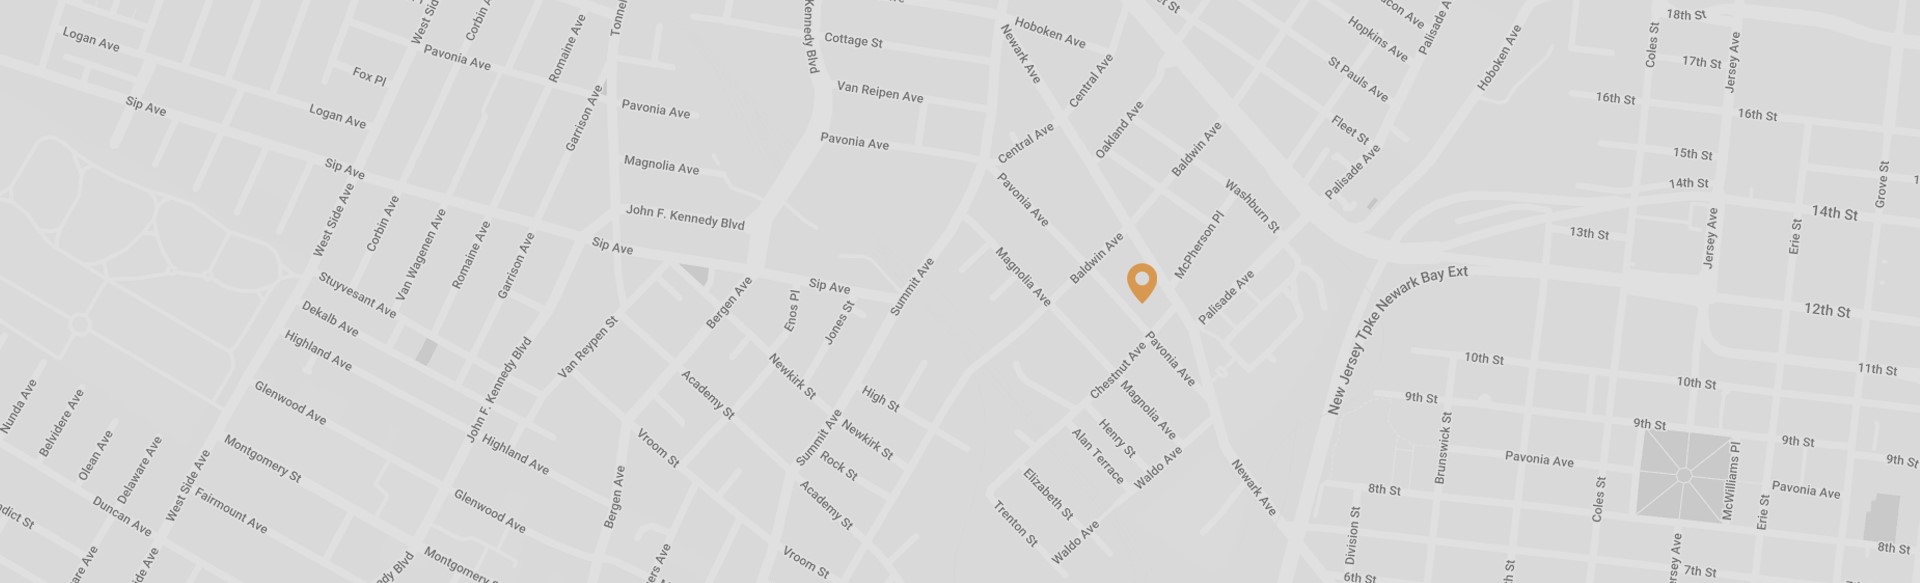 18th St
Logan Ave
West Side
Corbin A
Romaine Ave
Tonnel
Kennedy Blvd
Hoboken Ave
Hopkins Ave
Palisade A
Coles St
Jersey Ave
Pavonia Ave
Cottage St
Newark Ave
Central Ave
St Pauls Ave
Hoboken Ave
17th St
Fox Pl
Van Reipen Ave
16th St
Sip Ave
Logan Ave
Garrison Ave
Pavonia Ave
Oakland Ave
Fleet St
16th St
Pavonia Ave
Central Ave
Baldwin Ave
15th St
Sip Ave
Magnolia Ave
Palisade Ave
14th St
Grove St
West Side Ave
Corbin Ave
Van Wagenen Ave
Romaine Ave
Garrison Ave
John F. Kennedy Blvd
Pavonia Ave
Washburn St
14th St
Sip Ave
McPherson Pl
13th St
Jersey Ave
Erie St
Stuyvesant Ave
Bergen Ave
Sip Ave
Summit Ave
Magnolia Ave
Baldwin Ave
Palisade Ave
New Jersey Tpke Newark Bay Ext
12th St
Dekalb Ave
Enos Pl
Jones St
Highland Ave
Van Reypen St
Chestnut Ave
Pavonia Ave
10th St
11th St
Nunda Ave
Belvidere Ave
Glenwood Ave
John F. Kennedy Blvd
Academy St
Newkirk St
High St
Magnolia Ave
9th St
10th St
Olean Ave
Delaware Ave
Montgomery St
Highland Ave
Vroom St
Summit Ave
Newkirk St
Henry St
Brunswick St
9th St
9th St
9th St
West Side Ave
Rock St
Alan Terrace
Waldo Ave
Pavonia Ave
McWilliams Pl
Duncan Ave
Fairmount Ave
Glenwood Ave
Bergen Ave
Academy St
Elizabeth St
Newark Ave
8th St
Coles St
Erie St
Pavonia Ave
dict St
Trenton St
Waldo Ave
Division St
8th St
Montgomery
Vroom St
6th St
7th St